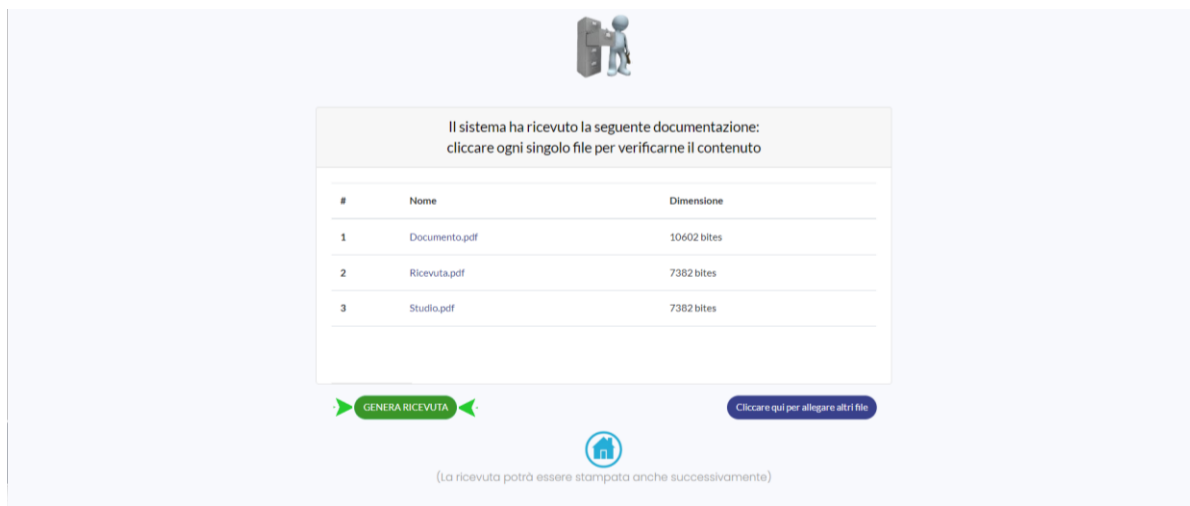 Il sistema ha ricevuto la seguente documentazione:
cliccare ogni singolo file per verificarne il contenuto
# Nome Dimensione
1 Documento.pdf 10602 bites
2 Ricevuta.pdf 7382 bites
3 Studio.pdf 7382 bites
GENERA RICEVUTA Cliccare qui per allegare altri file
(La ricevuta potrà essere stampata anche successivamente)